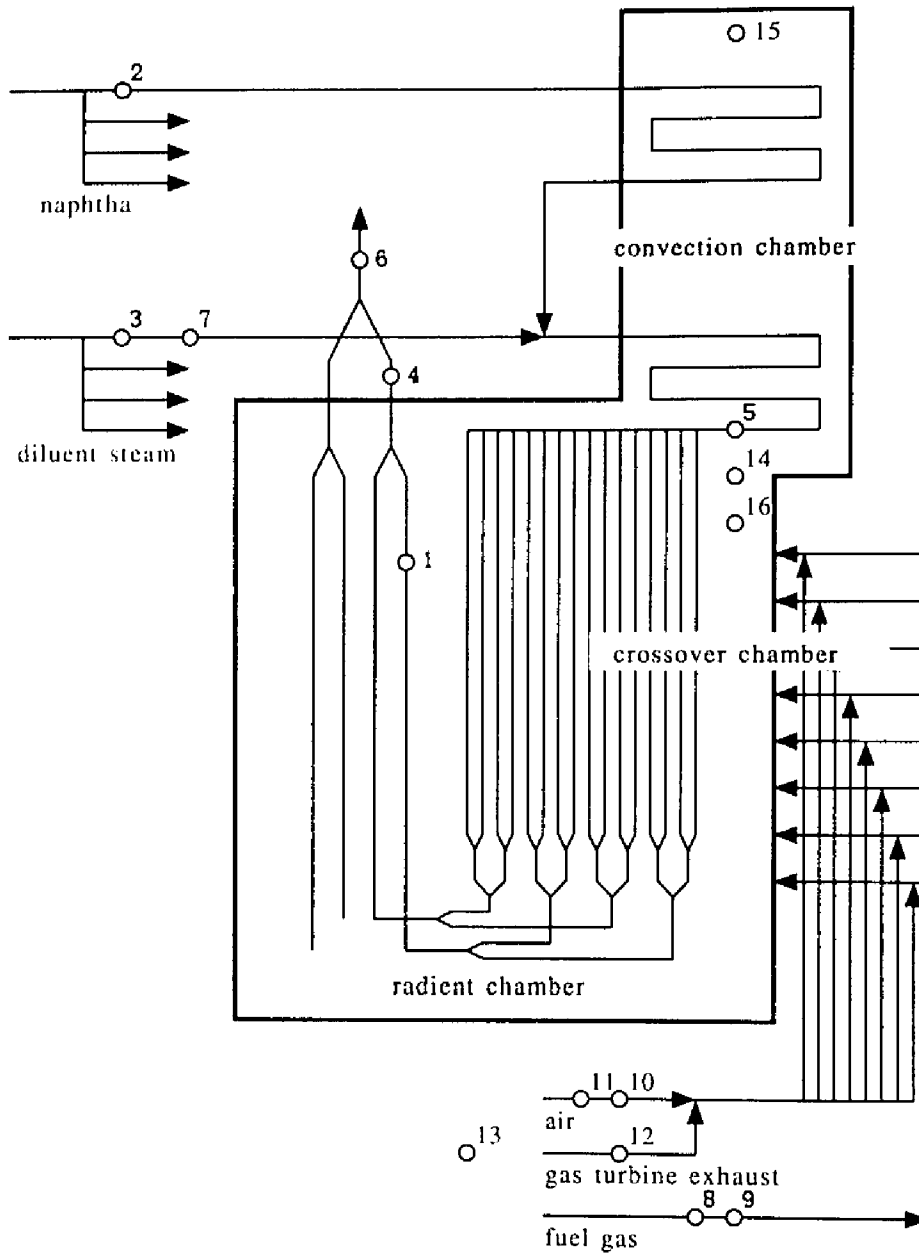 15
2
naphtha
convection chamber
6
3
7
4
diluent steam
5
14
16
1
crossover chamber
radient chamber
11 10
air
13
12
gas turbine exhaust
8 9
fuel gas